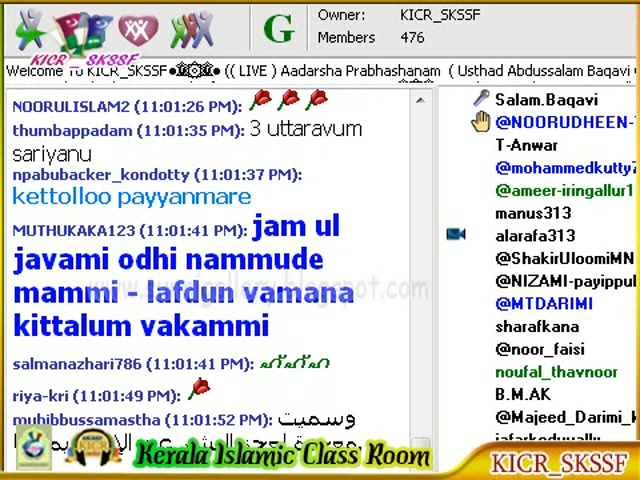 KICR_SKSSF
G
Owner: KICR_SKSSF
Members 476
Welcome To KICR_SKSSF (( LIVE ) Aadarsha Prabhashanam ( Usthad Abdussalam Baqavi
NOORULISLAM2 (11:01:26 PM):
thumbappadam (11:01:35 PM): 3 uttaravum
sariyanu
npabubacker_kondotty (11:01:37 PM):
kettolloo payyanmare
MUTHUKAKA123 (11:01:41 PM): jam ul
javami odhi nammude
mammi - lafdun vamana
kittalum vakammi
salmanazhari786 (11:01:41 PM): ഹ്ഹ്ഹ
riya-kri (11:01:49 PM):
muhibbussamastha (11:01:52 PM): وسميت
Salam.Baqavi
@NOORUDHEEN-
T-Anwar
@mohammedkutty7
@ameer-iringallur1
manus313
alarafa313
@ShakirUloomiMN
@NIZAMI-payippul
@MTDARIMI
sharafkana
@noor_faisi
noufal_thavnoor
B.M.AK
@Majeed_Darimi_k
jafarkoduvally
Kerala Islamic Class Room
KICR_SKSSF